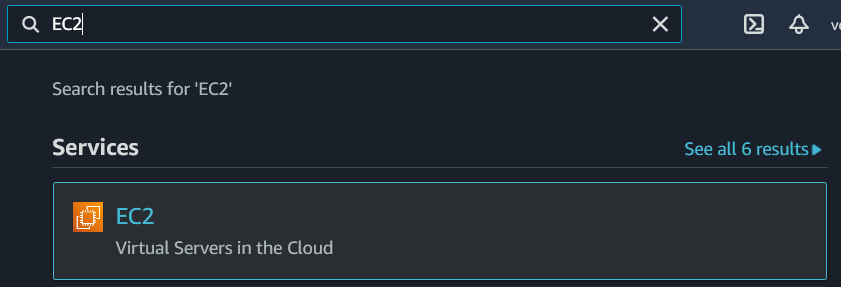 EC2
Search results for 'EC2'
Services
See all 6 results
EC2
Virtual Servers in the Cloud